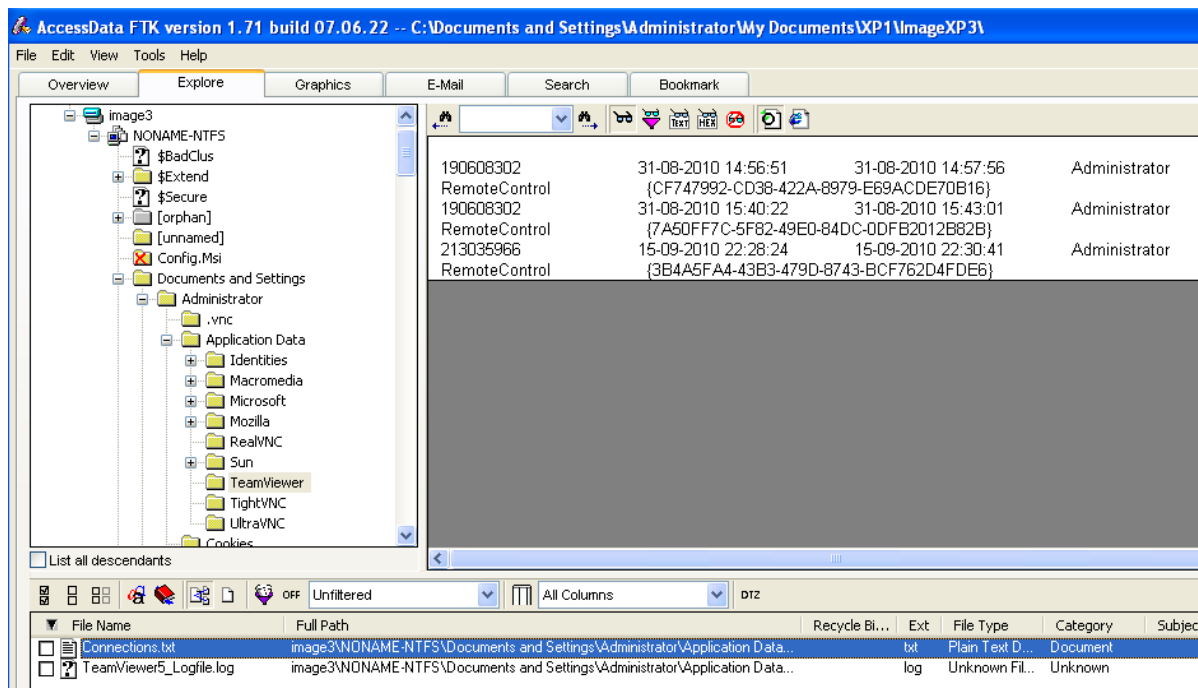 AccessData FTK version 1.71 build 07.06.22 -- C:\Documents and Settings\Administrator\My Documents\XP1\ImageXP3\
File Edit View Tools Help
Overview Explore Graphics E-Mail Search Bookmark
image3
NONAME-NTFS
$BadClus
$Extend
$Secure
[orphan]
[unnamed]
Config.Msi
Documents and Settings
Administrator
.vnc
Application Data
Identities
Macromedia
Microsoft
Mozilla
RealVNC
Sun
TeamViewer
TightVNC
UltraVNC
Cookies
List all descendants
TEXT HEX
190608302 31-08-2010 14:56:51 31-08-2010 14:57:56 Administrator
RemoteControl {CF747992-CD38-422A-8979-E69ACDE70B16}
190608302 31-08-2010 15:40:22 31-08-2010 15:43:01 Administrator
RemoteControl {7A50FF7C-5F82-49E0-84DC-0DFB2012B82B}
213035966 15-09-2010 22:28:24 15-09-2010 22:30:41 Administrator
RemoteControl {3B4A5FA4-43B3-479D-8743-BCF762D4FDE6}
OFF Unfiltered All Columns DTZ
File Name Full Path Recycle Bi... Ext File Type Category Subjec
Connections.txt image3\NONAME-NTFS\Documents and Settings\Administrator\Application Data... txt Plain Text D... Document
TeamViewer5_Logfile.log image3\NONAME-NTFS\Documents and Settings\Administrator\Application Data... log Unknown Fil... Unknown